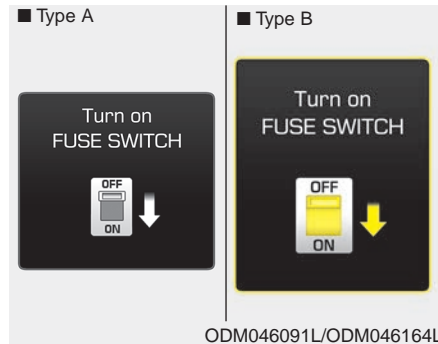 ■ Type A
Turn on
FUSE SWITCH
OFF
ON
■ Type B
Turn on
FUSE SWITCH
OFF
ON
ODM046091L/ODM046164L